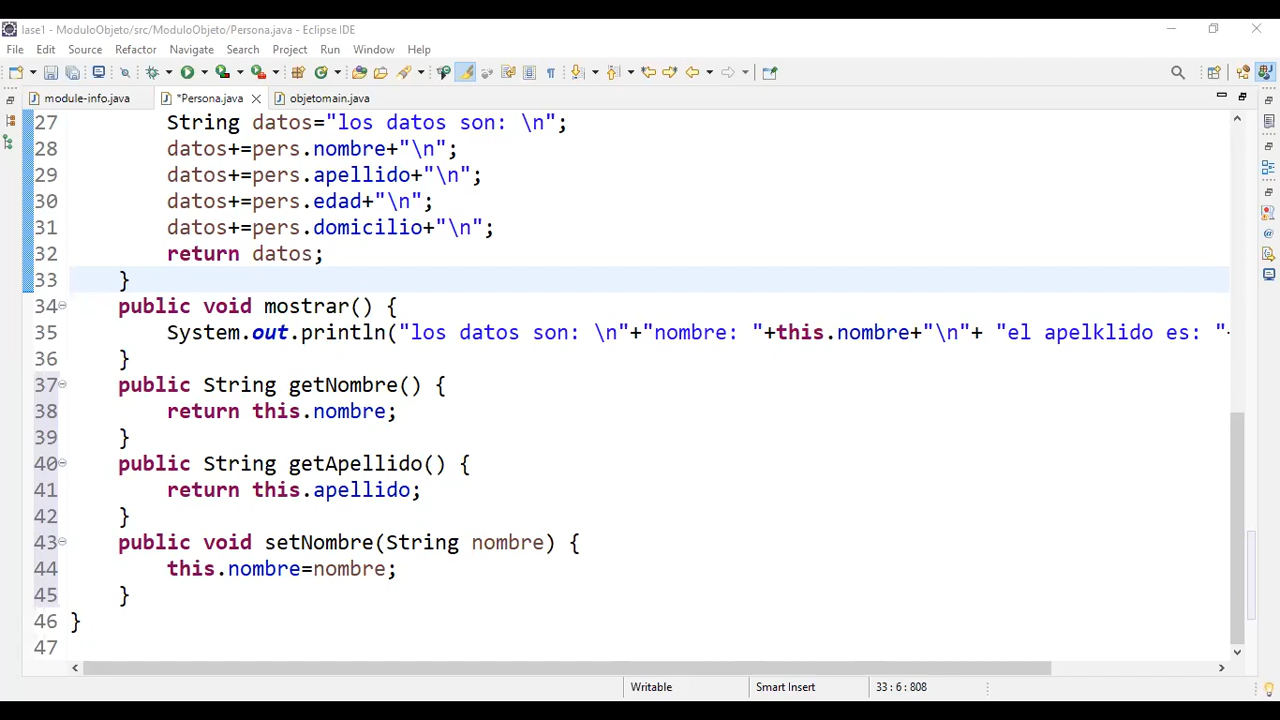 lase1 - ModuloObjeto/src/ModuloObjeto/Persona.java - Eclipse IDE
File Edit Source Refactor Navigate Search Project Run Window Help
module-info.java *Persona.java objetomain.java
27 String datos="los datos son: \n";
28 datos+=pers.nombre+"\n";
29 datos+=pers.apellido+"\n";
30 datos+=pers.edad+"\n";
31 datos+=pers.domicilio+"\n";
32 return datos;
33 }
34 public void mostrar() {
35 System.out.println("los datos son: \n"+"nombre: "+this.nombre+"\n"+ "el apelklido es: "+
36 }
37 public String getNombre() {
38 return this.nombre;
39 }
40 public String getApellido() {
41 return this.apellido;
42 }
43 public void setNombre(String nombre) {
44 this.nombre=nombre;
45 }
46 }
47
Writable Smart Insert 33 : 6 : 808